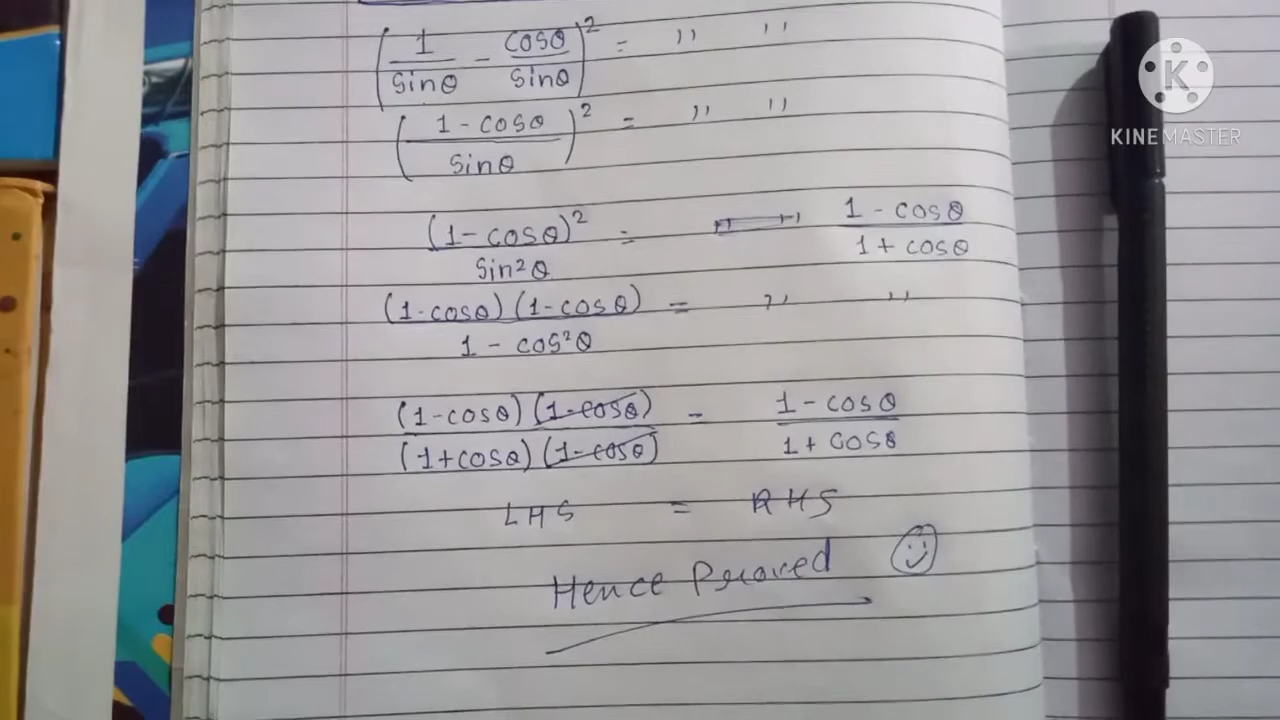 (1/sinθ - cosθ/sinθ)² = ,, ,,
((1 - cosθ)/sinθ)² = ,, ,,
(1 - cosθ)²/sin²θ = (1 - cosθ)/(1 + cosθ)
(1-cosθ)(1-cosθ)/(1 - cos²θ) = ,, ,,
(1-cosθ)(1-cosθ)/(1+cosθ)(1-cosθ) = (1 - cosθ)/(1 + cosθ)
LHS = RHS
Hence Proved
K
KINEMASTER